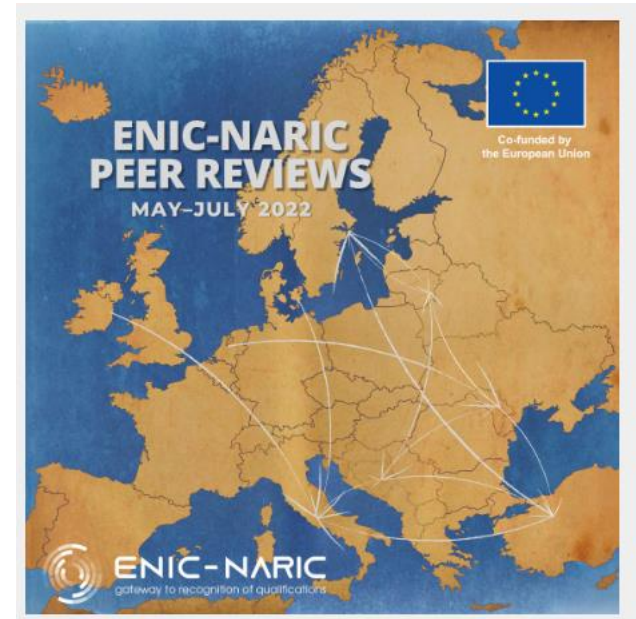 ENIC-NARIC
PEER REVIEWS
MAY–JULY 2022
Co-funded by
the European Union
ENIC-NARIC
gateway to recognition of qualifications